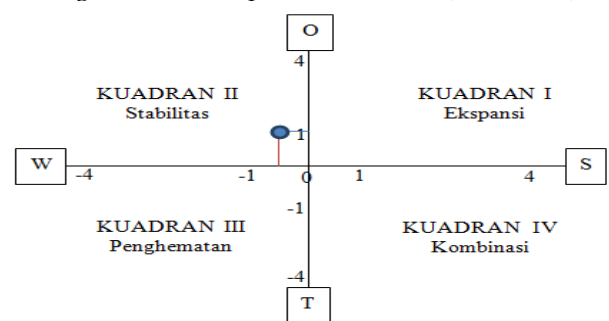 O
4
KUADRAN II
Stabilitas
KUADRAN I
Ekspansi
1
W
-4
-1
0
1
4
S
-1
KUADRAN III
Penghematan
KUADRAN IV
Kombinasi
-4
T